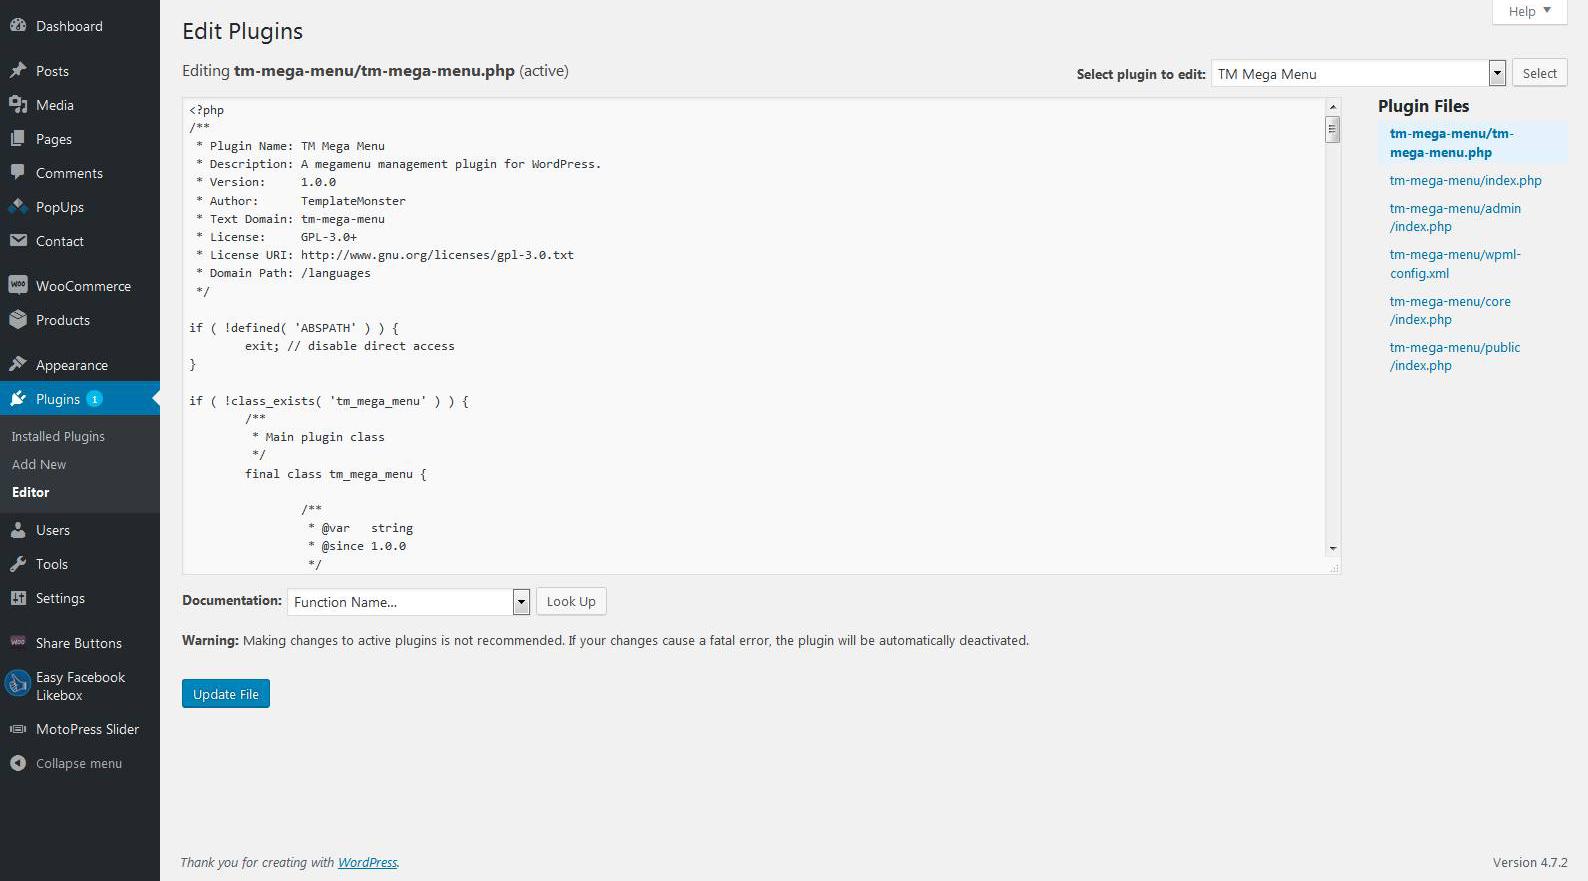 Dashboard
Posts
Media
Pages
Comments
PopUps
Contact
WooCommerce
Products
Appearance
Plugins 1
Installed Plugins
Add New
Editor
Users
Tools
Settings
Share Buttons
Easy Facebook
Likebox
MotoPress Slider
Collapse menu
Help
Edit Plugins
Editing tm-mega-menu/tm-mega-menu.php (active)
Select plugin to edit: TM Mega Menu Select
<?php
/**
 * Plugin Name: TM Mega Menu
 * Description: A megamenu management plugin for WordPress.
 * Version:     1.0.0
 * Author:      TemplateMonster
 * Text Domain: tm-mega-menu
 * License:     GPL-3.0+
 * License URI: http://www.gnu.org/licenses/gpl-3.0.txt
 * Domain Path: /languages
 */
if ( !defined( 'ABSPATH' ) ) {
        exit; // disable direct access
}
if ( !class_exists( 'tm_mega_menu' ) ) {
        /**
         * Main plugin class
         */
        final class tm_mega_menu {
                /**
                 * @var   string
                 * @since 1.0.0
                 */
Plugin Files
tm-mega-menu/tm-
mega-menu.php
tm-mega-menu/index.php
tm-mega-menu/admin
/index.php
tm-mega-menu/wpml-
config.xml
tm-mega-menu/core
/index.php
tm-mega-menu/public
/index.php
Documentation: Function Name... Look Up
Warning: Making changes to active plugins is not recommended. If your changes cause a fatal error, the plugin will be automatically deactivated.
Update File
Thank you for creating with WordPress.
Version 4.7.2